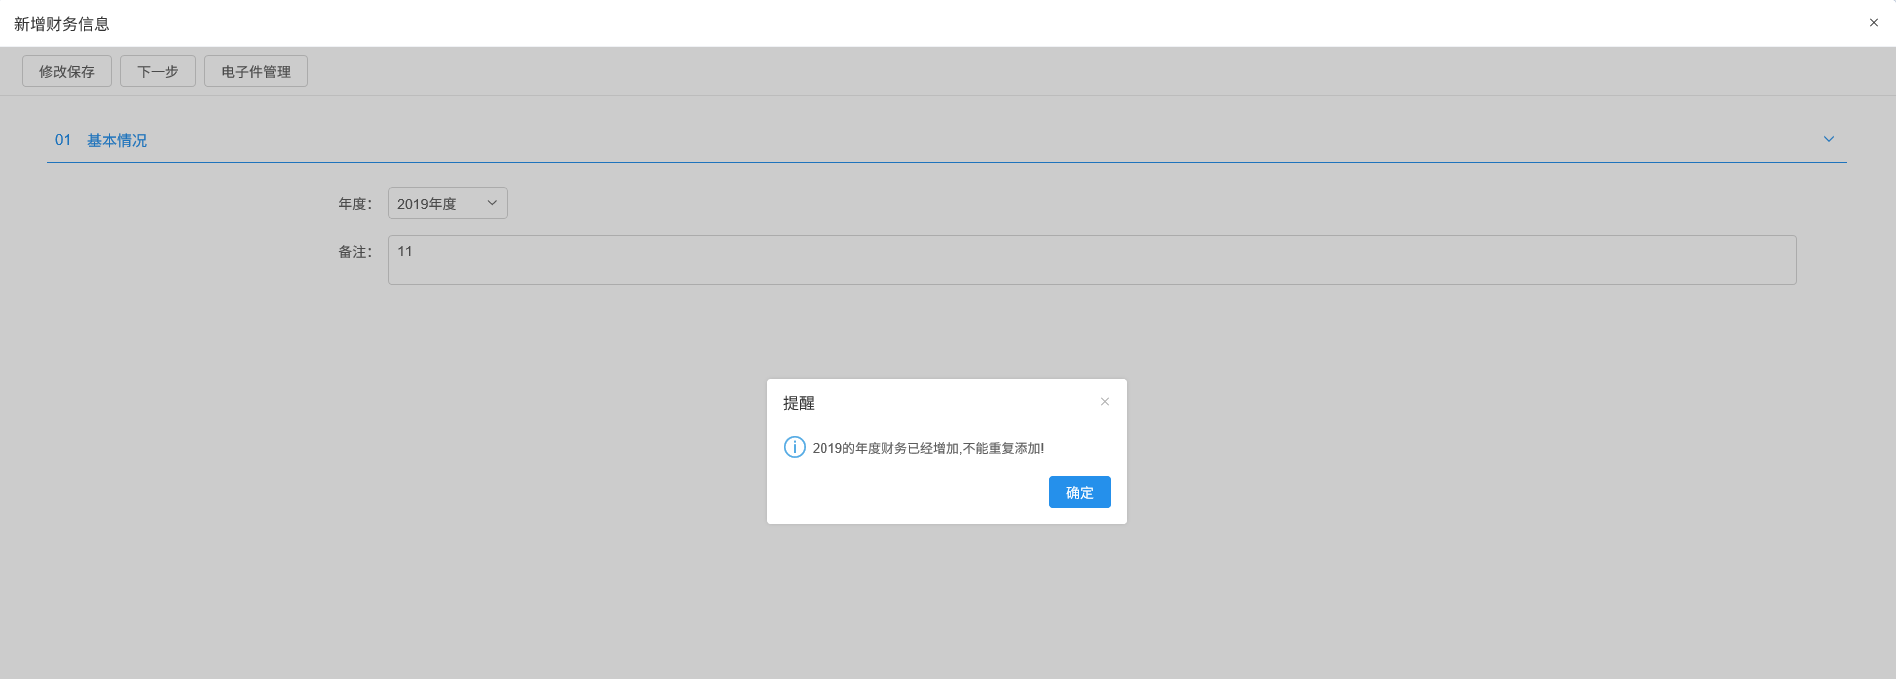 新增财务信息
修改保存 下一步 电子件管理
01 基本情况
年度： 2019年度
备注： 11
提醒
2019的年度财务已经增加,不能重复添加!
确定